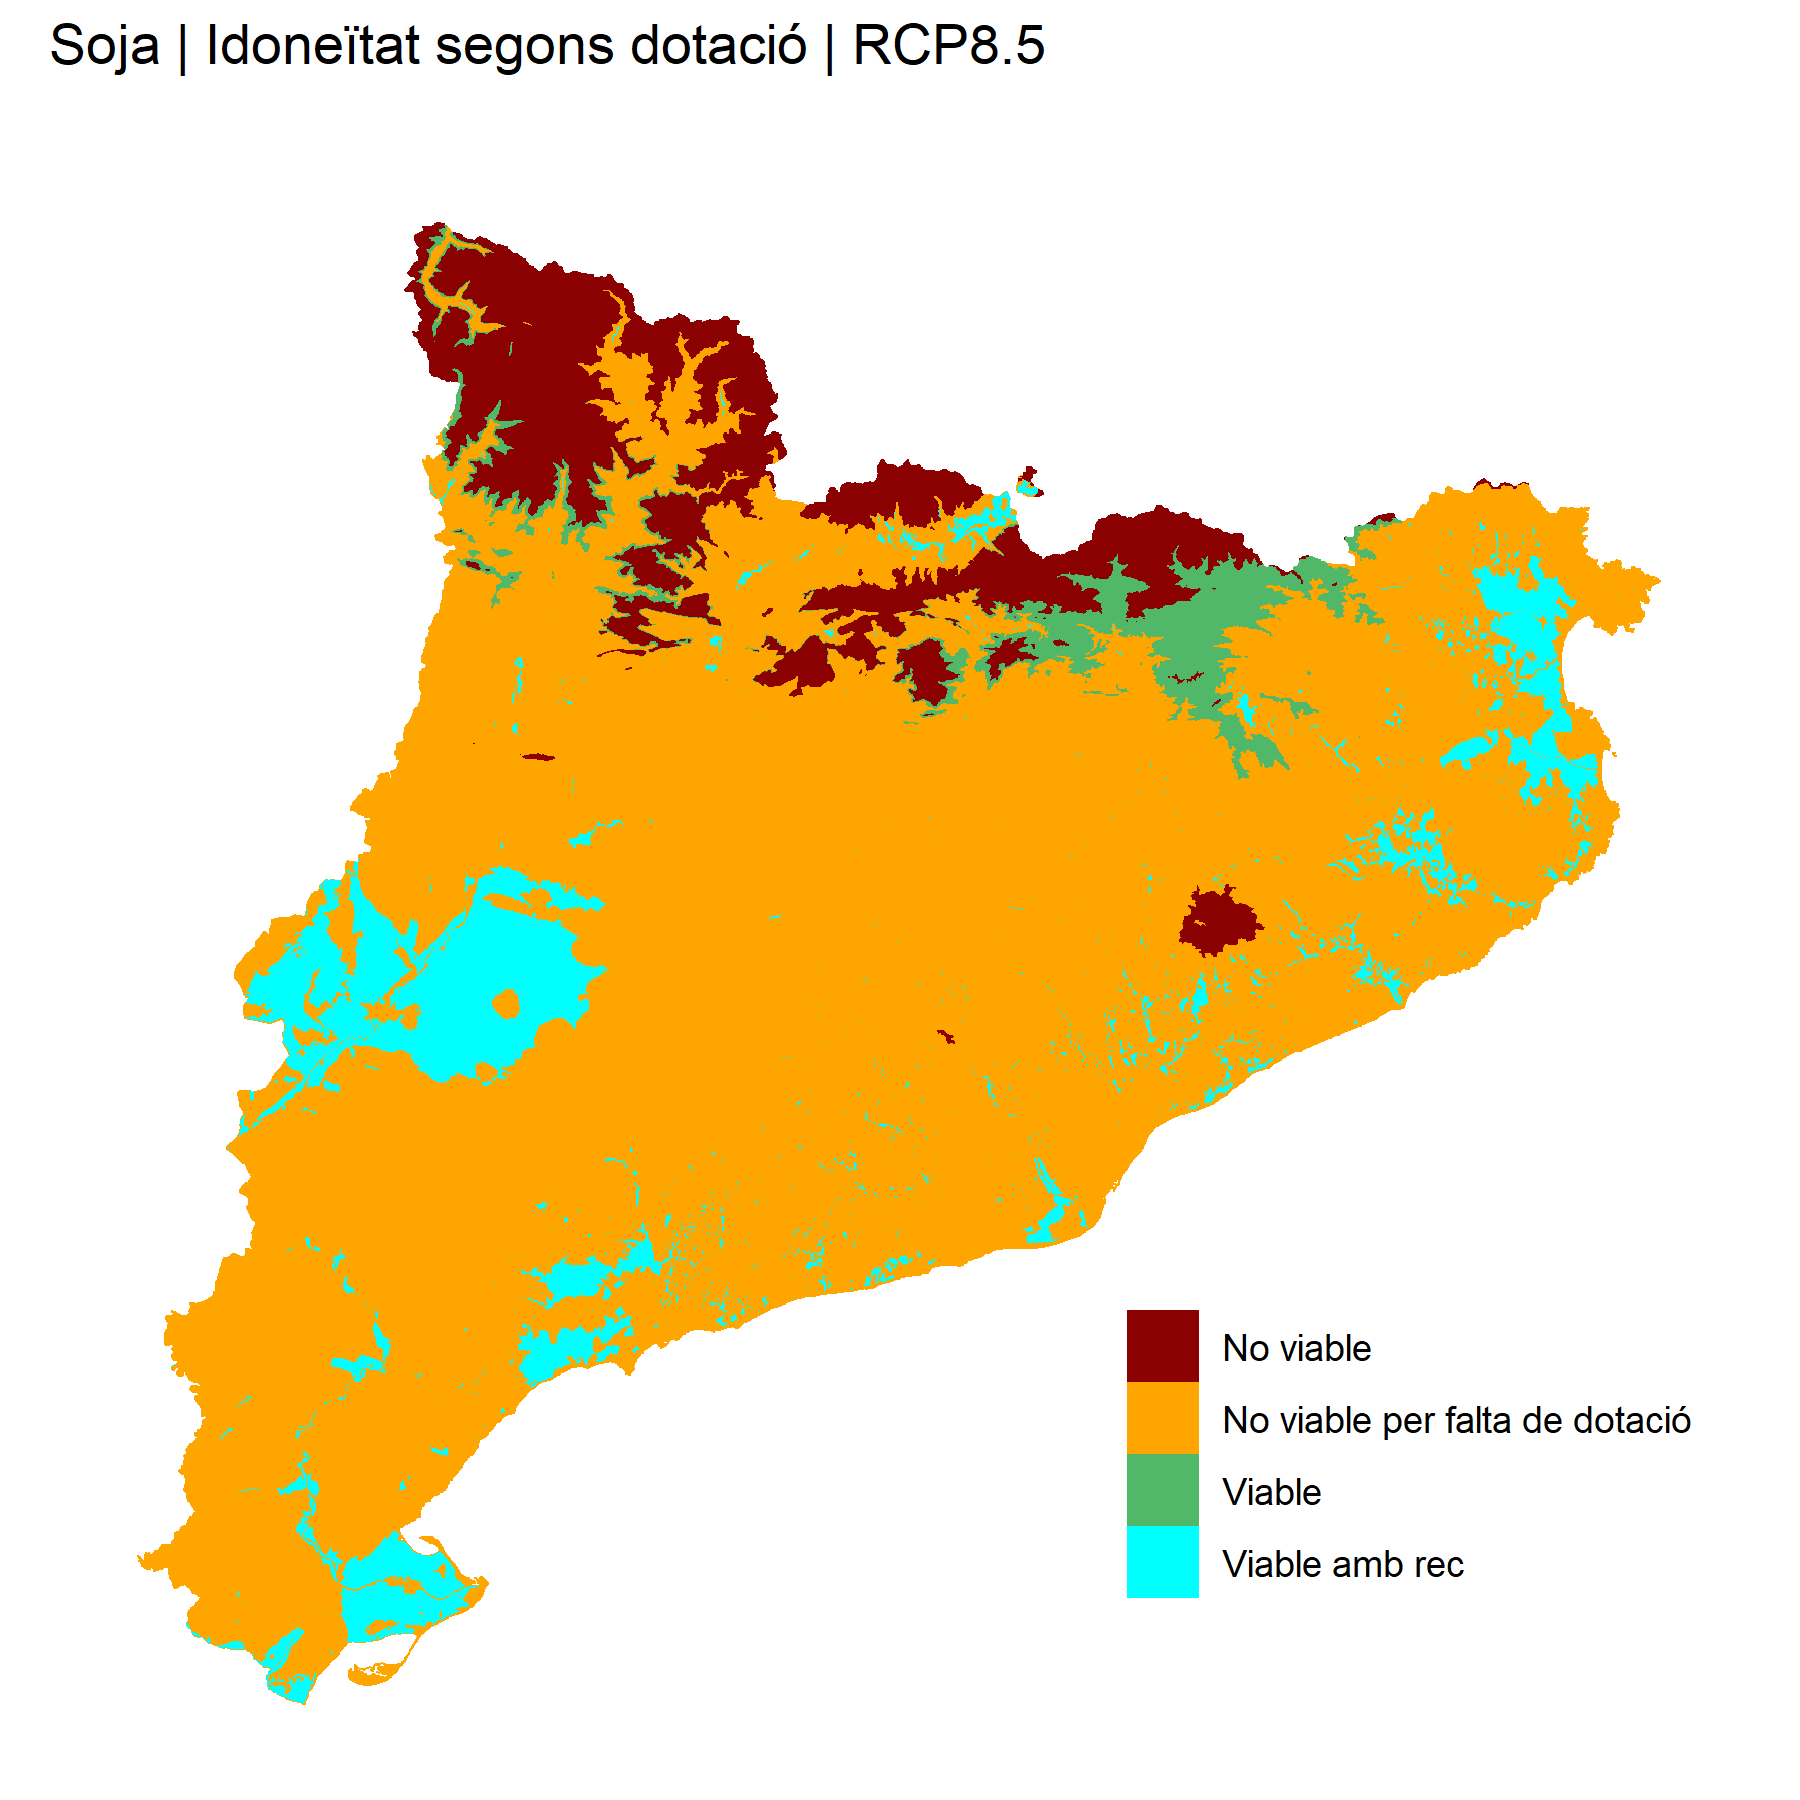 Soja | Idoneïtat segons dotació | RCP8.5
No viable
No viable per falta de dotació
Viable
Viable amb rec